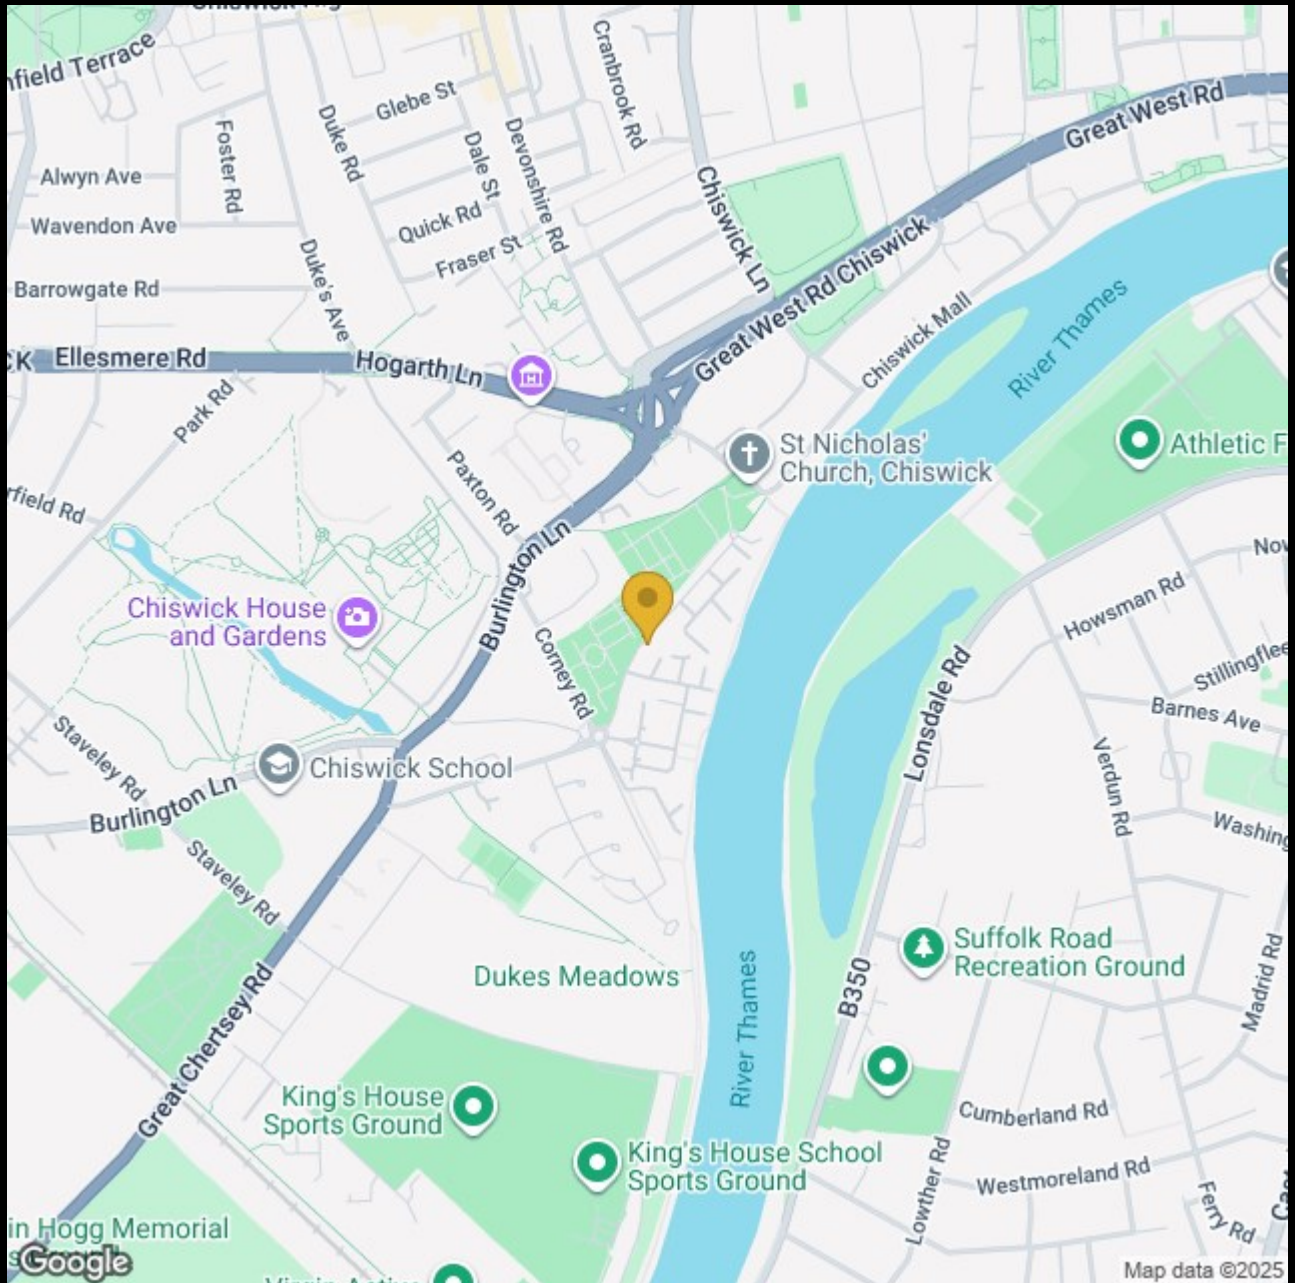 nfield Terrace
Glebe St
Cranbrook Rd
Great West Rd
Foster Rd
Duke Rd
Dale St
Devonshire Rd
Alwyn Ave
Chiswick Ln
Wavendon Ave
Quick Rd
Fraser St
Duke's Ave
Barrowgate Rd
Great West Rd Chiswick
River Thames
Chiswick Mall
CK
Ellesmere Rd
Hogarth Ln
Park Rd
St Nicholas'
Church, Chiswick
Athletic F
rfield Rd
Paxton Rd
Burlington Ln
Nov
Howsman Rd
Chiswick House
and Gardens
Corney Rd
Lonsdale Rd
Stillingflee
Barnes Ave
Staveley Rd
Chiswick School
Verdun Rd
Burlington Ln
Washing
Staveley Rd
Suffolk Road
Recreation Ground
Dukes Meadows
B350
Madrid Rd
Great Chertsey Rd
River Thames
King's House
Sports Ground
Cumberland Rd
King's House School
Sports Ground
Westmoreland Rd
Lowther Rd
Ferry Rd
in Hogg Memorial
Google
Map data ©2025